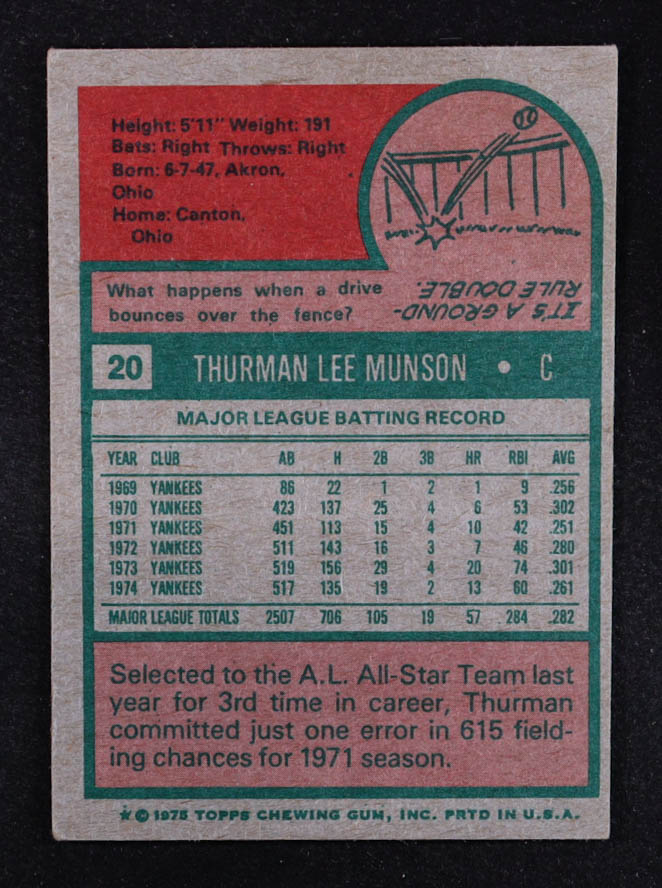 Height: 5'11" Weight: 191
Bats: Right Throws: Right
Born: 6-7-47, Akron,
Ohio
Home: Canton,
Ohio
What happens when a drive
bounces over the fence?
IT'S A GROUND-
RULE DOUBLE.
20 THURMAN LEE MUNSON • C
MAJOR LEAGUE BATTING RECORD
YEAR CLUB AB H 2B 3B HR RBI AVG
1969 YANKEES 86 22 1 2 1 9 .256
1970 YANKEES 423 137 25 4 6 53 .302
1971 YANKEES 451 113 15 4 10 42 .251
1972 YANKEES 511 143 16 3 7 46 .280
1973 YANKEES 519 156 29 4 20 74 .301
1974 YANKEES 517 135 19 2 13 60 .261
MAJOR LEAGUE TOTALS 2507 706 105 19 57 284 .282
Selected to the A.L. All-Star Team last
year for 3rd time in career, Thurman
committed just one error in 615 field-
ing chances for 1971 season.
★ © 1975 TOPPS CHEWING GUM, INC. PRTD IN U.S.A.